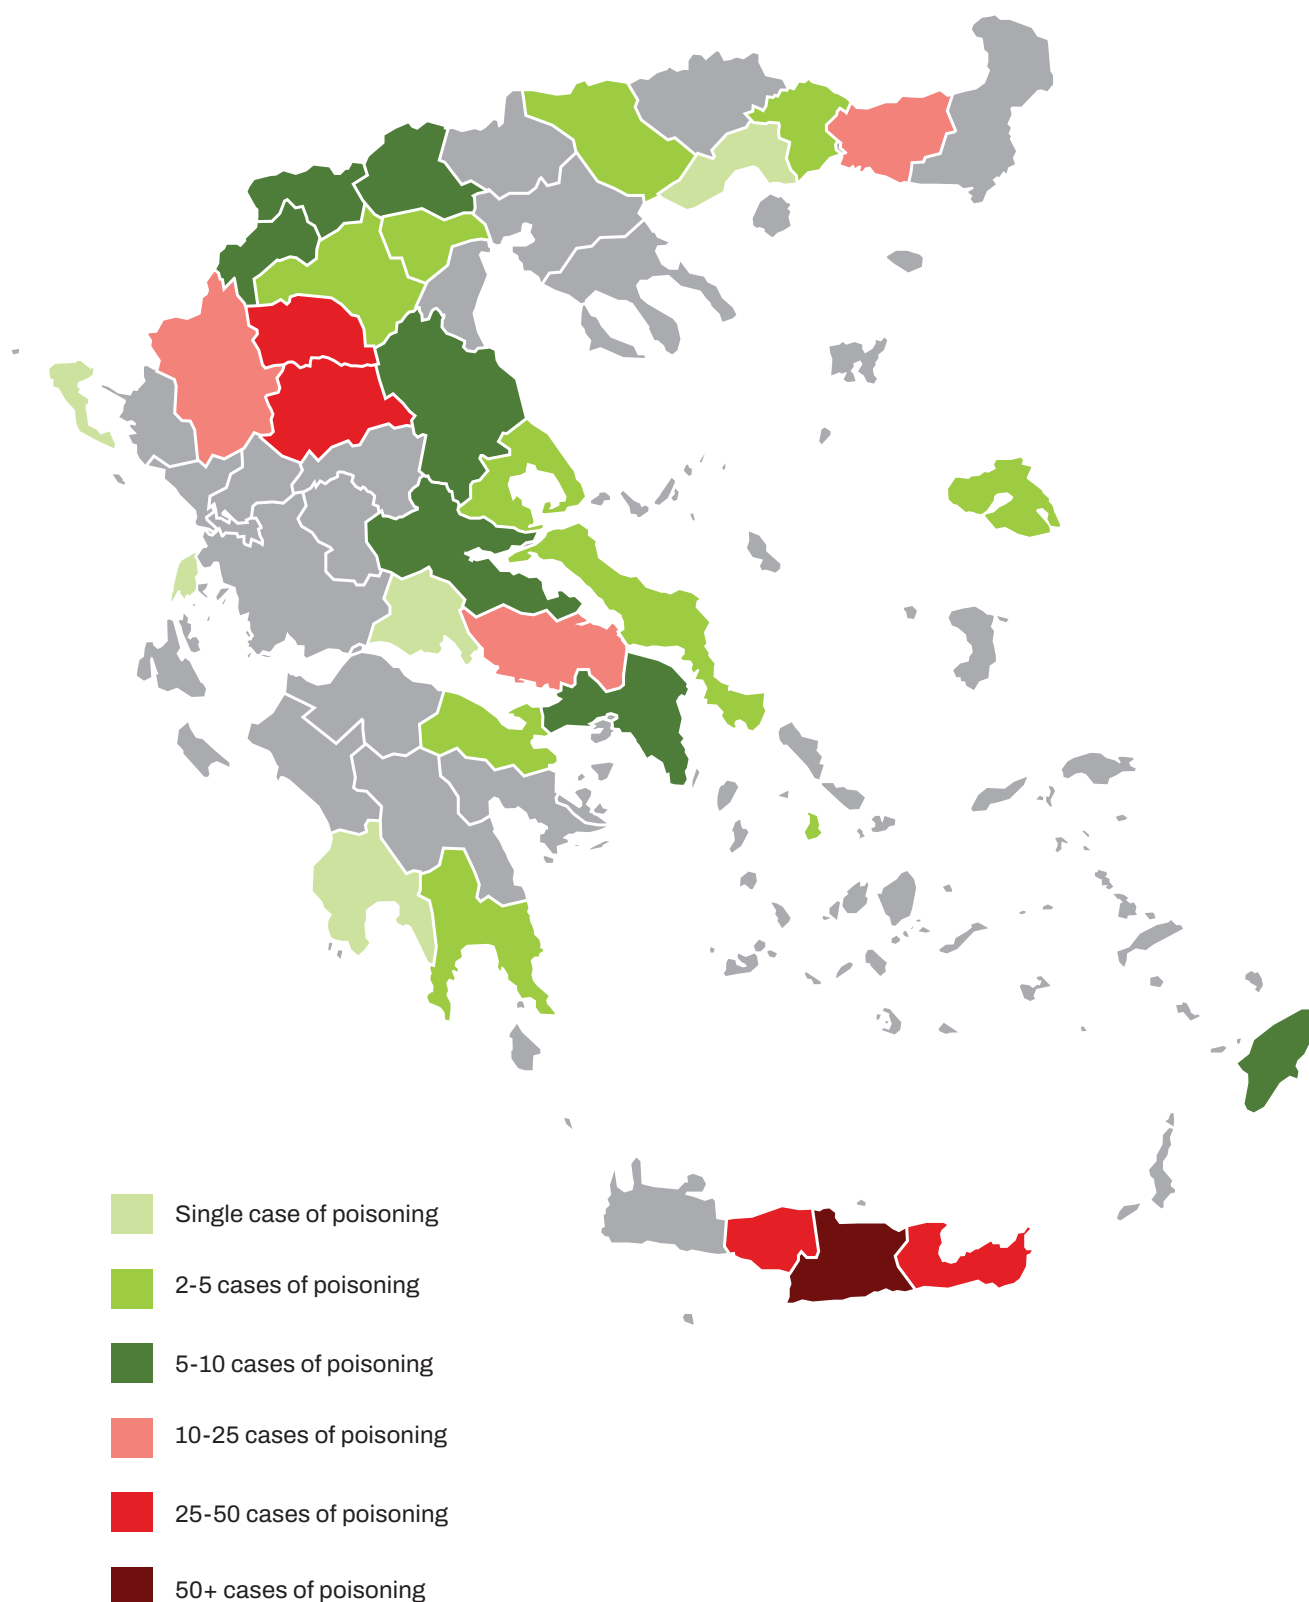 Single case of poisoning
2-5 cases of poisoning
5-10 cases of poisoning
10-25 cases of poisoning
25-50 cases of poisoning
50+ cases of poisoning